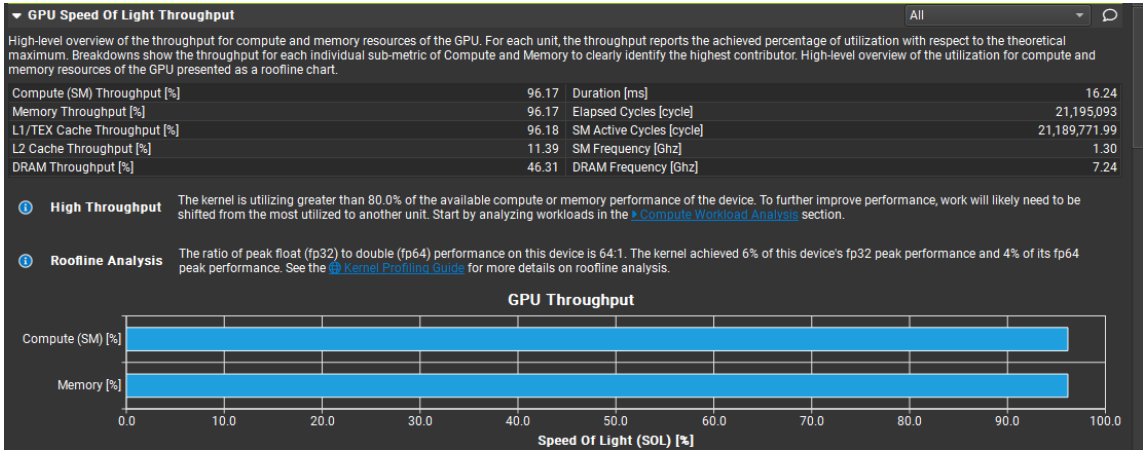 GPU Speed Of Light Throughput
All
High-level overview of the throughput for compute and memory resources of the GPU. For each unit, the throughput reports the achieved percentage of utilization with respect to the theoretical
maximum. Breakdowns show the throughput for each individual sub-metric of Compute and Memory to clearly identify the highest contributor. High-level overview of the utilization for compute and
memory resources of the GPU presented as a roofline chart.
Compute (SM) Throughput [%] 96.17 Duration [ms] 16.24
Memory Throughput [%] 96.17 Elapsed Cycles [cycle] 21,195,093
L1/TEX Cache Throughput [%] 96.18 SM Active Cycles [cycle] 21,189,771.99
L2 Cache Throughput [%] 11.39 SM Frequency [Ghz] 1.30
DRAM Throughput [%] 46.31 DRAM Frequency [Ghz] 7.24
High Throughput
The kernel is utilizing greater than 80.0% of the available compute or memory performance of the device. To further improve performance, work will likely need to be
shifted from the most utilized to another unit. Start by analyzing workloads in the Compute Workload Analysis section.
Roofline Analysis
The ratio of peak float (fp32) to double (fp64) performance on this device is 64:1. The kernel achieved 6% of this device's fp32 peak performance and 4% of its fp64
peak performance. See the Kernel Profiling Guide for more details on roofline analysis.
GPU Throughput
Compute (SM) [%]
Memory [%]
0.0 10.0 20.0 30.0 40.0 50.0 60.0 70.0 80.0 90.0 100.0
Speed Of Light (SOL) [%]